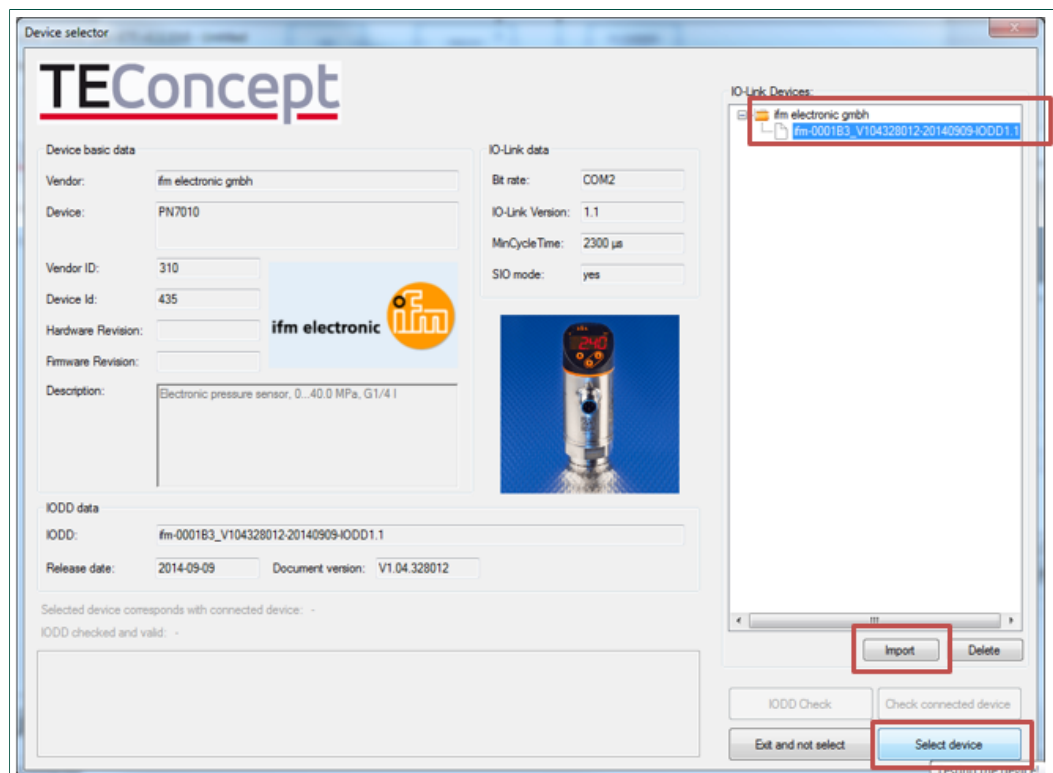 Device selector
TEConcept
IO-Link Devices:
ifm electronic gmbh
ifm-0001B3_V104328012-20140909-IODD1.1
Device basic data
Vendor: ifm electronic gmbh
Device: PN7010
Vendor ID: 310
Device Id: 435
Hardware Revision:
Firmware Revision:
ifm electronic ifm
Description: Electronic pressure sensor, 0...40.0 MPa, G1/4 I
IO-Link data
Bit rate: COM2
IO-Link Version: 1.1
MinCycleTime: 2300 µs
SIO mode: yes
240
IODD data
IODD: ifm-0001B3_V104328012-20140909-IODD1.1
Release date: 2014-09-09 Document version: V1.04.328012
Selected device corresponds with connected device: -
IODD checked and valid: -
Import Delete
IODD Check Check connected device
Exit and not select Select device